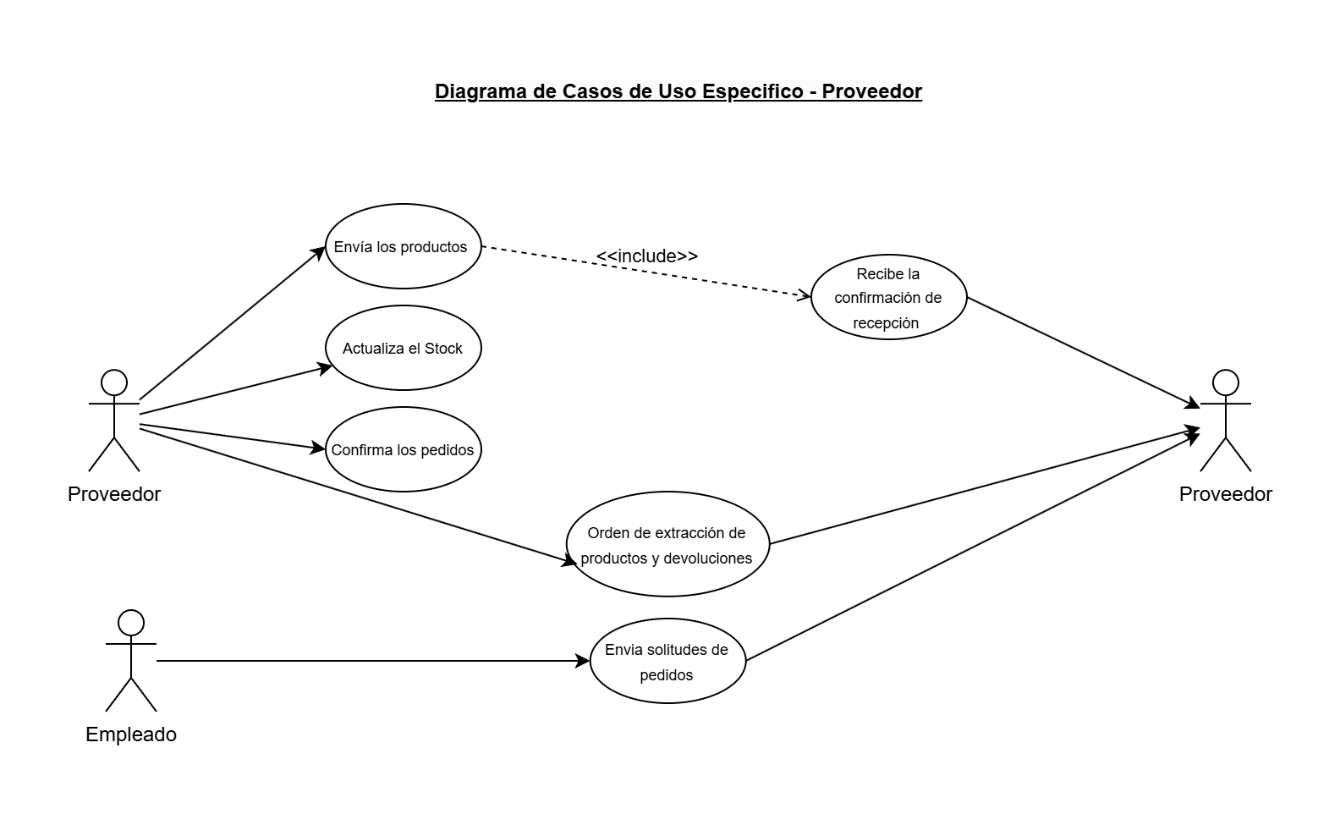 Diagrama de Casos de Uso Especifico - Proveedor
Envía los productos
<<include>>
Recibe la
confirmación de
recepción
Actualiza el Stock
Confirma los pedidos
Proveedor
Proveedor
Orden de extracción de
productos y devoluciones
Envia solitudes de
pedidos
Empleado